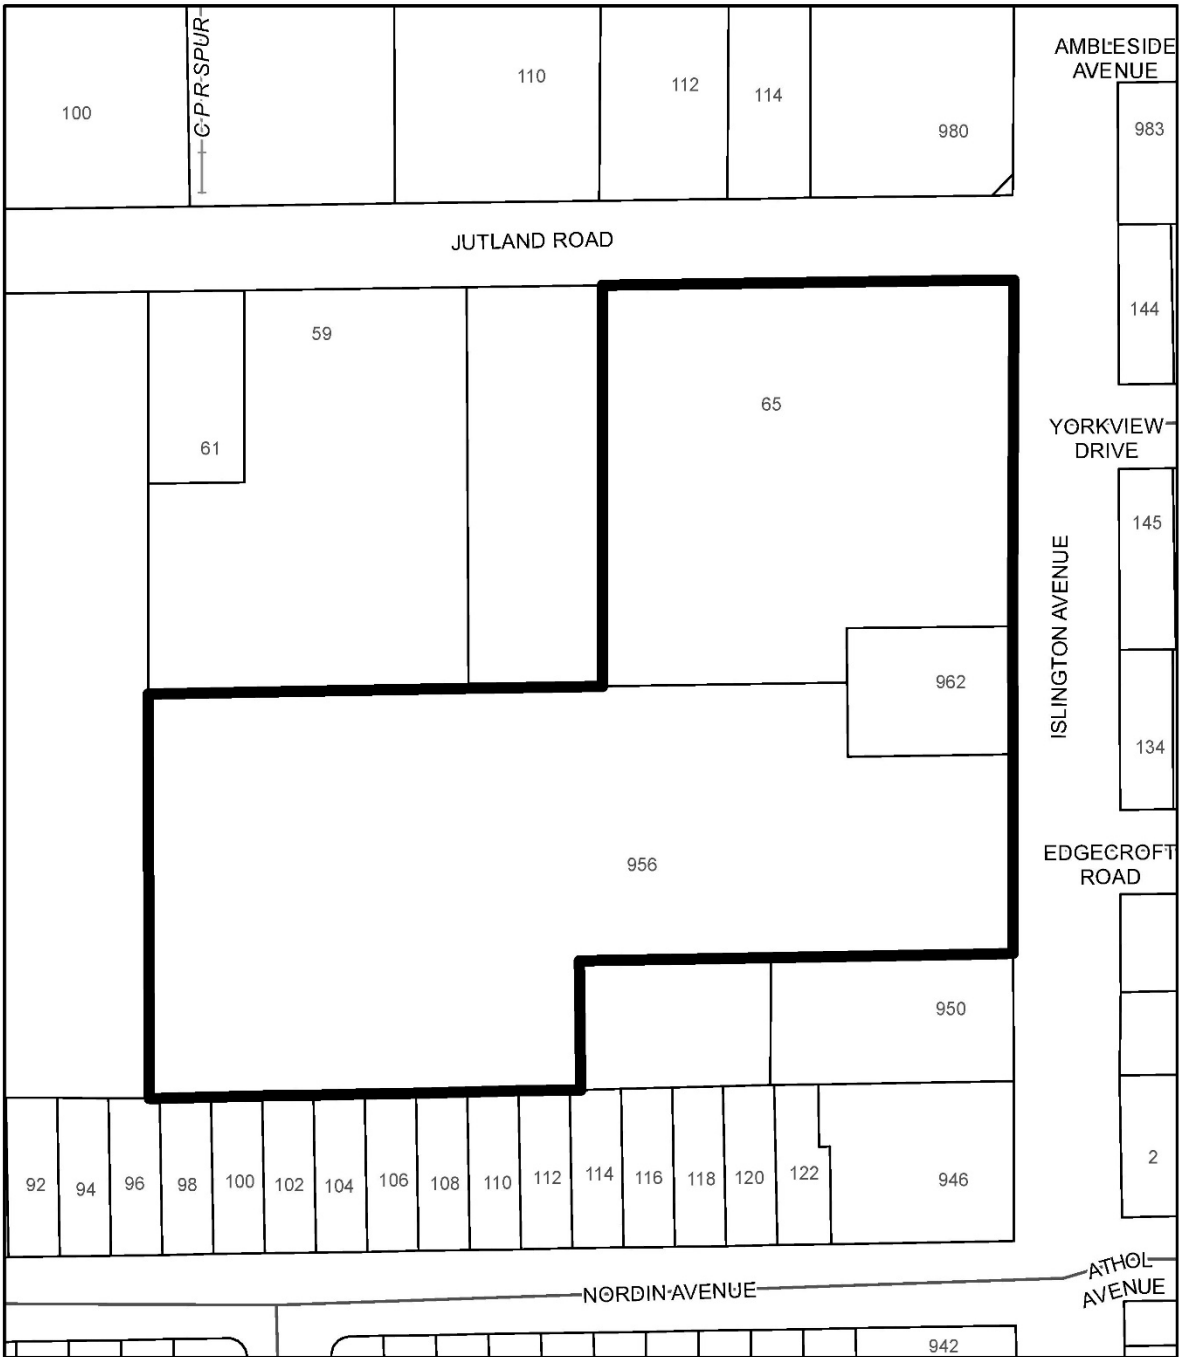 AMBLESIDE
AVENUE
C P R SPUR
100
110
112
114
980
983
JUTLAND ROAD
59
61
65
144
YORKVIEW
DRIVE
145
ISLINGTON AVENUE
962
134
956
EDGECROFT
ROAD
950
92
94
96
98
100
102
104
106
108
110
112
114
116
118
120
122
946
2
NORDIN AVENUE
ATHOL
AVENUE
942